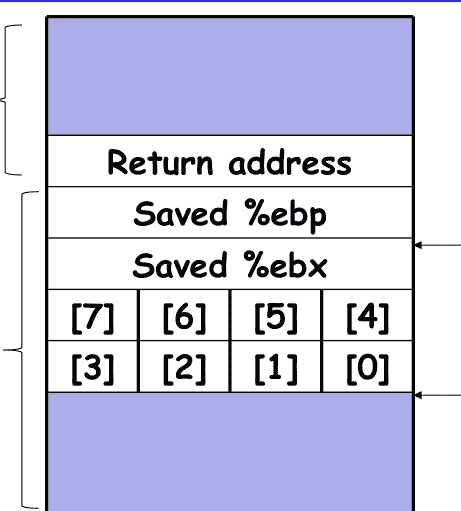 Return address
Saved %ebp
Saved %ebx
[7] [6] [5] [4]
[3] [2] [1] [0]